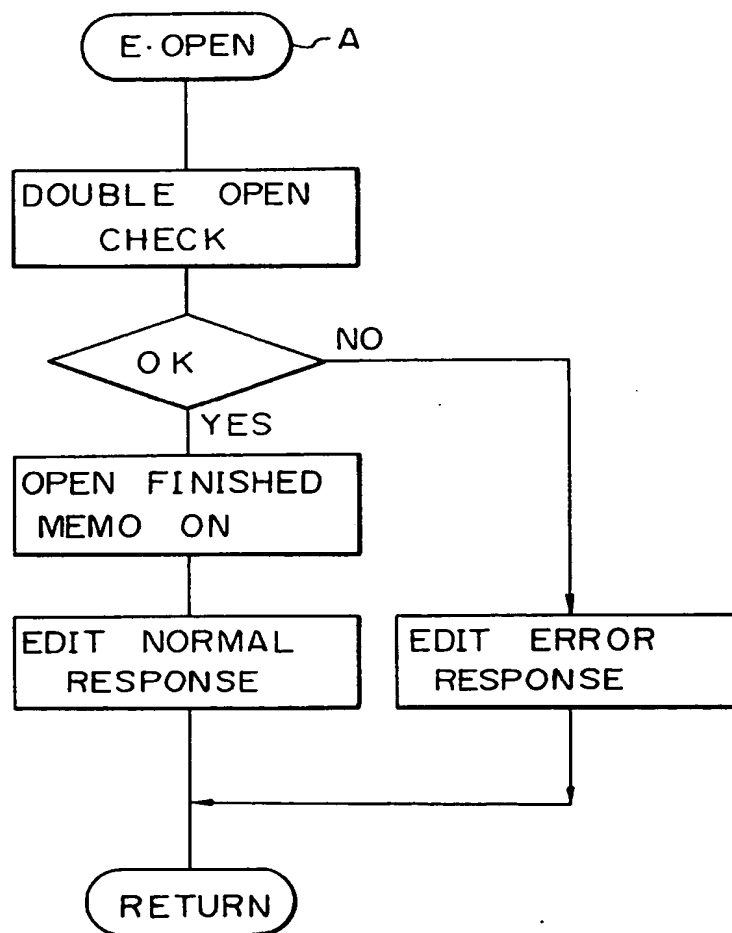 E·OPEN
A
DOUBLE OPEN
CHECK
OK
NO
YES
OPEN FINISHED
MEMO ON
EDIT NORMAL
RESPONSE
EDIT ERROR
RESPONSE
RETURN